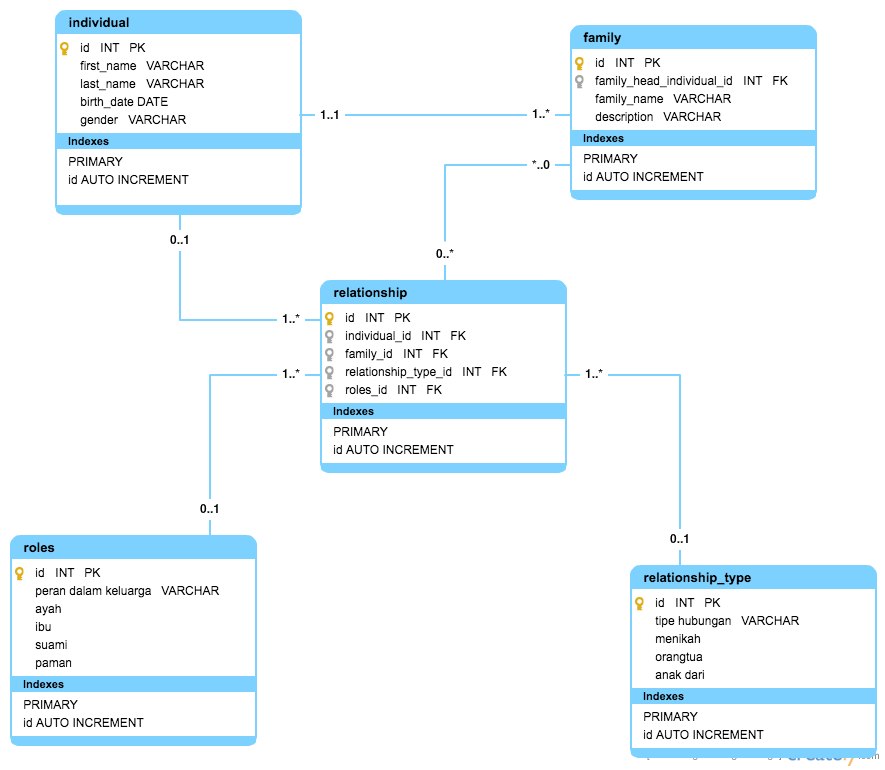 individual
id INT PK
first_name VARCHAR
last_name VARCHAR
birth_date DATE
gender VARCHAR
Indexes
PRIMARY
id AUTO INCREMENT
family
id INT PK
family_head_individual_id INT FK
family_name VARCHAR
description VARCHAR
Indexes
PRIMARY
id AUTO INCREMENT
1..1
1..*
*..0
0..*
0..1
1..*
relationship
id INT PK
individual_id INT FK
family_id INT FK
relationship_type_id INT FK
roles_id INT FK
Indexes
PRIMARY
id AUTO INCREMENT
1..*
1..*
0..1
0..1
roles
id INT PK
peran dalam keluarga VARCHAR
ayah
ibu
suami
paman
Indexes
PRIMARY
id AUTO INCREMENT
relationship_type
id INT PK
tipe hubungan VARCHAR
menikah
orangtua
anak dari
Indexes
PRIMARY
id AUTO INCREMENT